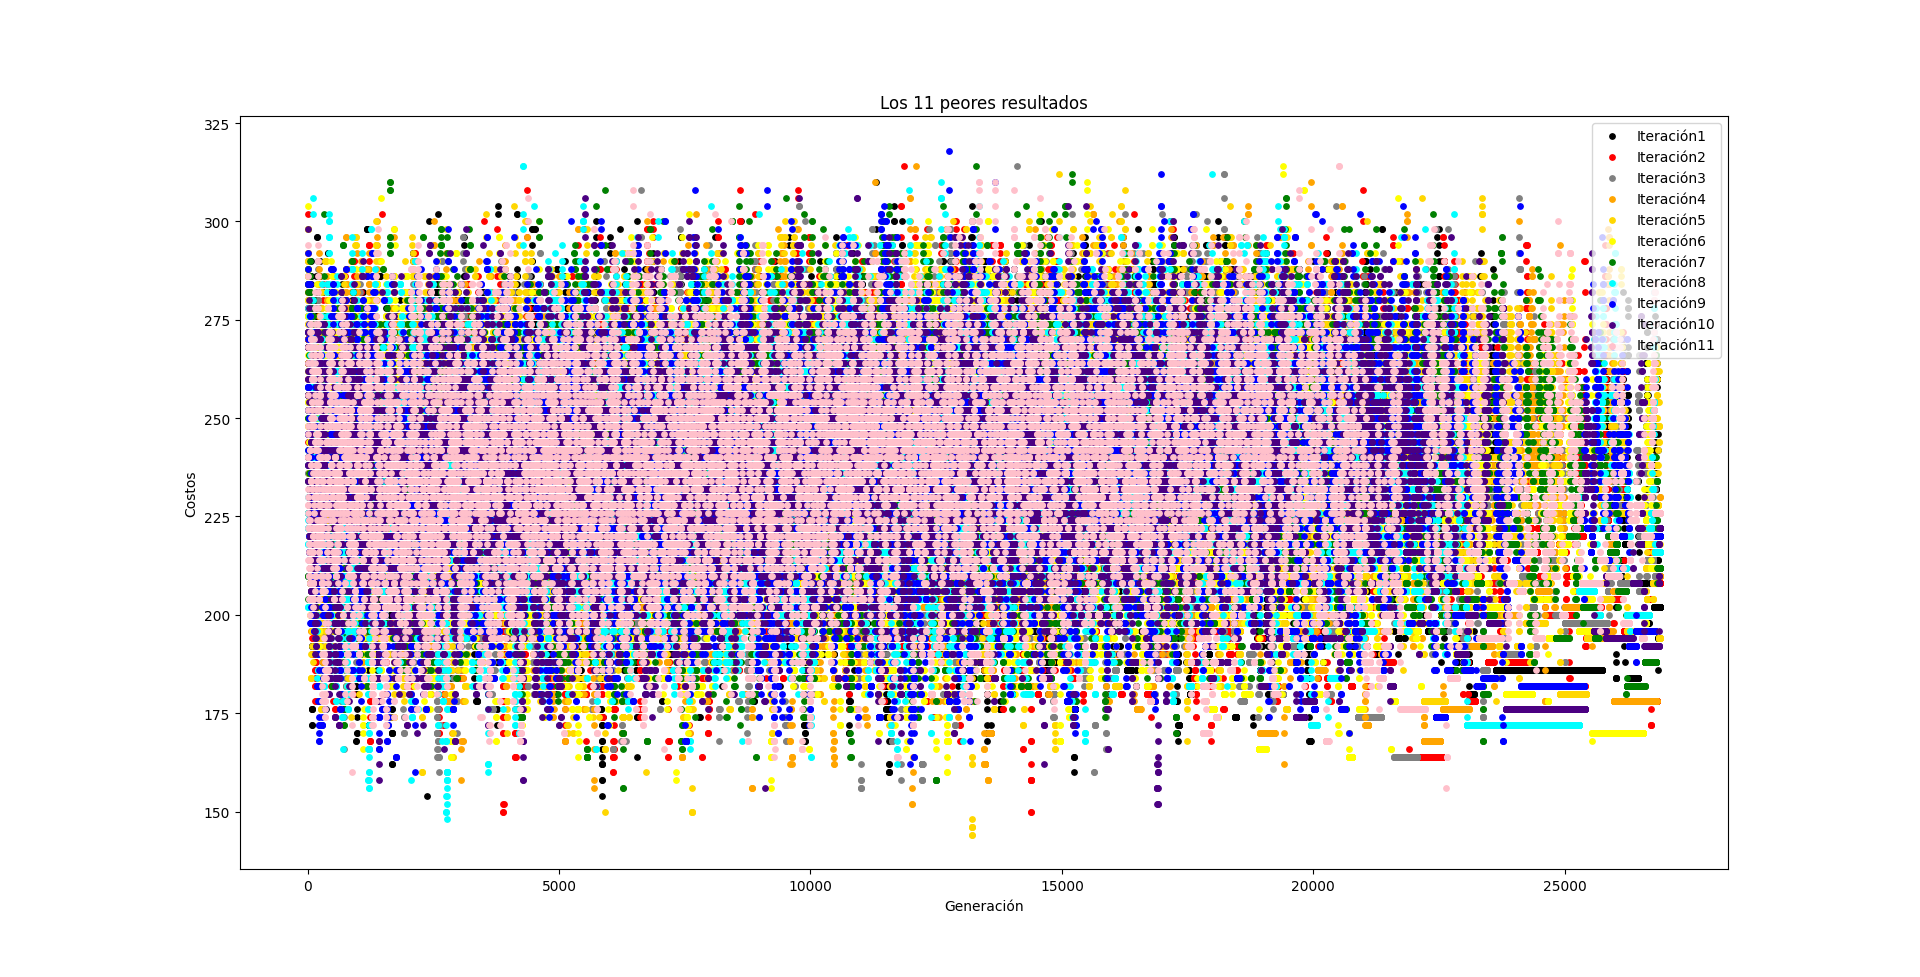 Los 11 peores resultados
325
300
275
250
225
200
175
150
Costos
0 5000 10000 15000 20000 25000
Generación
Iteración1
Iteración2
Iteración3
Iteración4
Iteración5
Iteración6
Iteración7
Iteración8
Iteración9
Iteración10
Iteración11